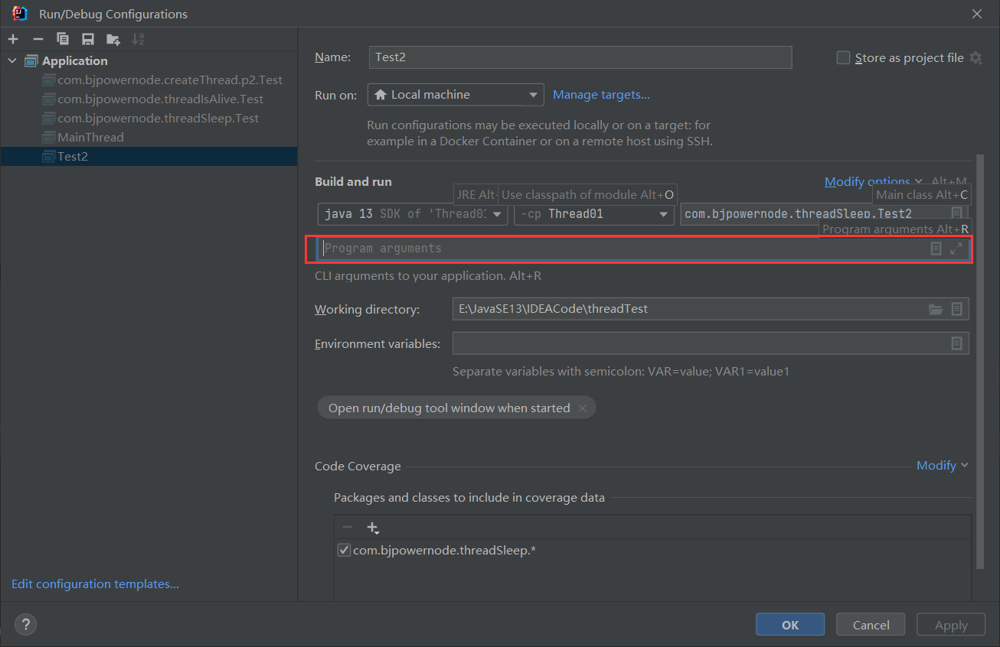 Run/Debug Configurations
Application
com.bjpowernode.createThread.p2.Test
com.bjpowernode.threadIsAlive.Test
com.bjpowernode.threadSleep.Test
MainThread
Test2
Edit configuration templates...
Name: Test2 Store as project file
Run on: Local machine Manage targets...
Run configurations may be executed locally or on a target: for
example in a Docker Container or on a remote host using SSH.
Build and run Modify options Alt+M
JRE Alt+ Use classpath of module Alt+O Main class Alt+C
java 13 SDK of 'Thread01 -cp Thread01 com.bjpowernode.threadSleep.Test2
Program arguments Alt+R
Program arguments
CLI arguments to your application. Alt+R
Working directory: E:\JavaSE13\IDEACode\threadTest
Environment variables:
Separate variables with semicolon: VAR=value; VAR1=value1
Open run/debug tool window when started
Code Coverage Modify
Packages and classes to include in coverage data
com.bjpowernode.threadSleep.*
? OK Cancel Apply